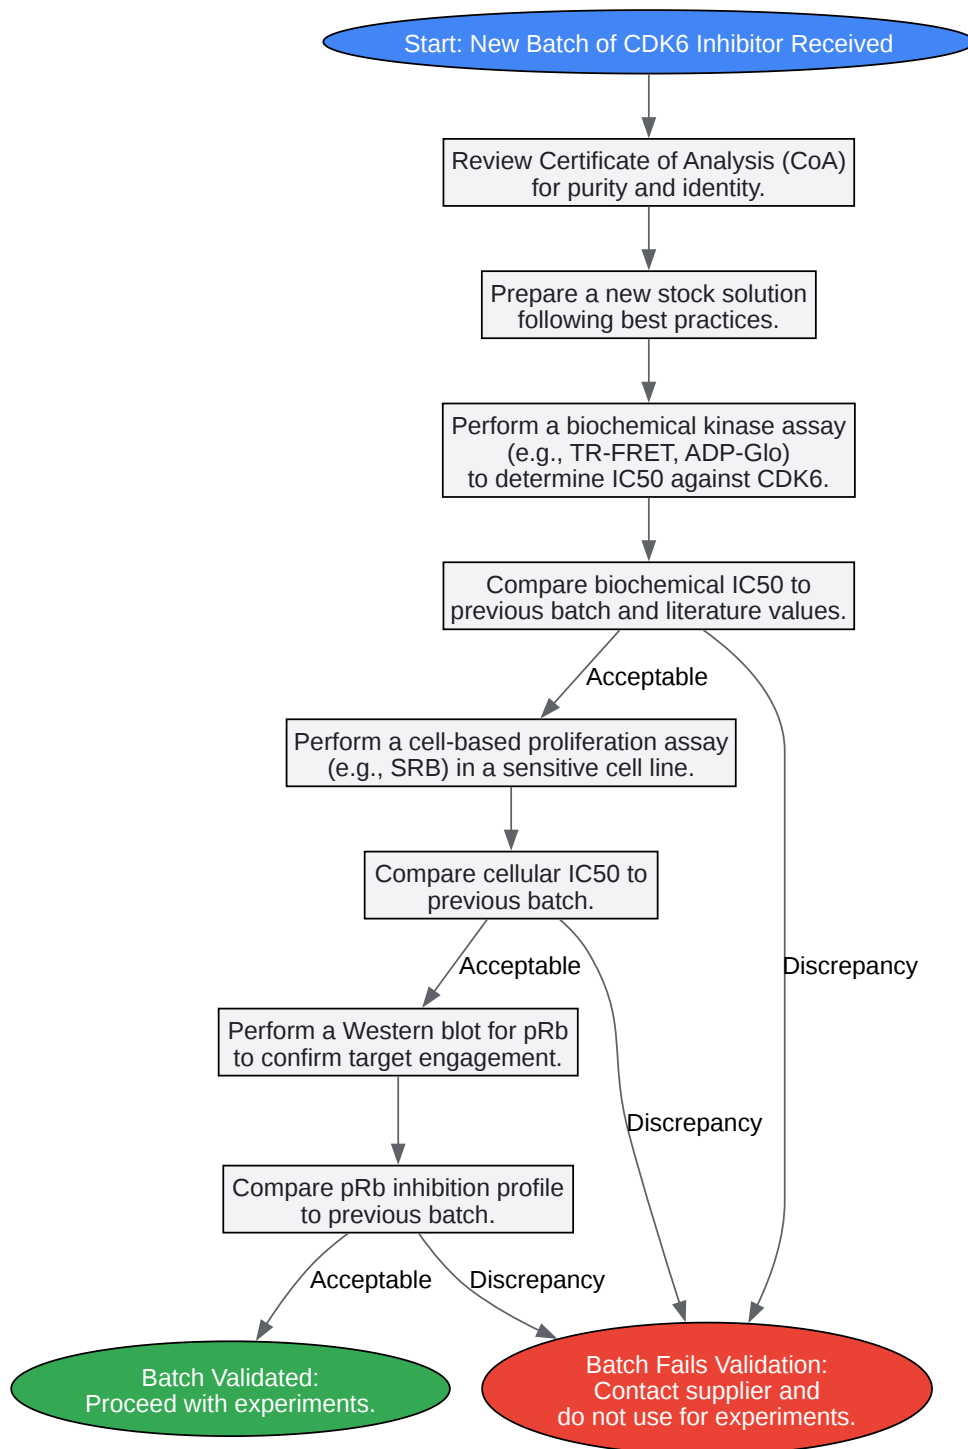 Start: New Batch of CDK6 Inhibitor Received
Review Certificate of Analysis (CoA)
for purity and identity.
Prepare a new stock solution
following best practices.
Perform a biochemical kinase assay
(e.g., TR-FRET, ADP-Glo)
to determine IC50 against CDK6.
Compare biochemical IC50 to
previous batch and literature values.
Acceptable
Perform a cell-based proliferation assay
(e.g., SRB) in a sensitive cell line.
Compare cellular IC50 to
previous batch.
Acceptable
Discrepancy
Perform a Western blot for pRb
to confirm target engagement.
Discrepancy
Compare pRb inhibition profile
to previous batch.
Acceptable
Discrepancy
Batch Validated:
Proceed with experiments.
Batch Fails Validation:
Contact supplier and
do not use for experiments.